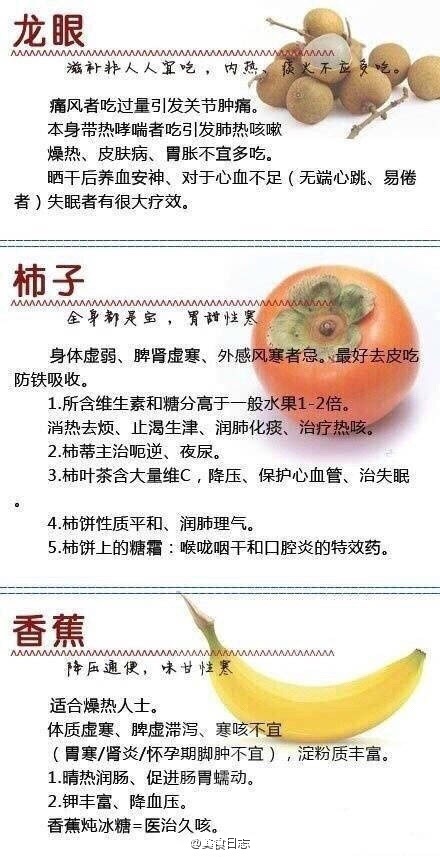 龙眼
滋补非人人宜吃，内热、痰火不应多吃。
痛风者吃过量引发关节肿痛。
本身带热哮喘者吃引发肺热咳嗽
燥热、皮肤病、胃胀不宜多吃。
晒干后养血安神、对于心血不足（无端心跳、易倦
者）失眠者有很大疗效。
柿子
全身都是宝，胃甜性寒
身体虚弱、脾肾虚寒、外感风寒者忌。最好去皮吃
防铁吸收。
1.所含维生素和糖分高于一般水果1-2倍。
消热去烦、止渴生津、润肺化痰、治疗热咳。
2.柿蒂主治呃逆、夜尿。
3.柿叶茶含大量维C，降压、保护心血管、治失眠
。
4.柿饼性质平和、润肺理气。
5.柿饼上的糖霜：喉咙咽干和口腔炎的特效药。
香蕉
降压通便，味甘性寒
适合燥热人士。
体质虚寒、脾虚滞泻、寒咳不宜
（胃寒/肾炎/怀孕期脚肿不宜），淀粉质丰富。
1.晴热润肠、促进肠胃蠕动。
2.钾丰富、降血压。
香蕉炖冰糖=医治久咳。
@美食日志